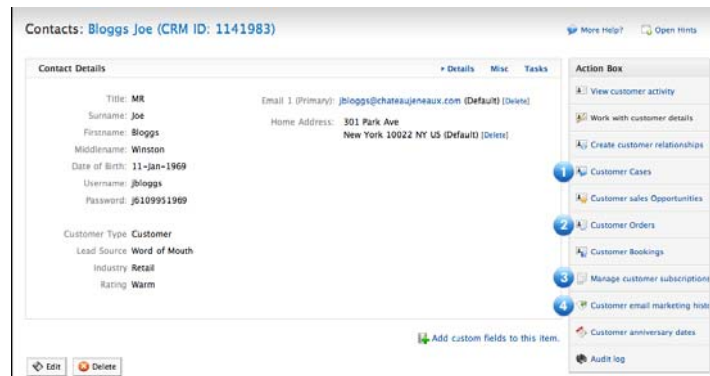 Contacts: Bloggs Joe (CRM ID: 1141983)
More Help?
Open Hints
Contact Details
Details
Misc
Tasks
Title: MR
Surname: Joe
Firstname: Bloggs
Middlename: Winston
Date of Birth: 11-Jan-1969
Username: jbloggs
Password: j6109951969
Customer Type Customer
Lead Source Word of Mouth
Industry Retail
Rating Warm
Email 1 (Primary): jbloggs@chateaujeneaux.com (Default) [Delete]
Home Address: 301 Park Ave
New York 10022 NY US (Default) [Delete]
Add custom fields to this item.
Edit
Delete
Action Box
View customer activity
Work with customer details
Create customer relationships
1 Customer Cases
Customer sales Opportunities
2 Customer Orders
Customer Bookings
3 Manage customer subscriptions
4 Customer email marketing histo
Customer anniversary dates
Audit log